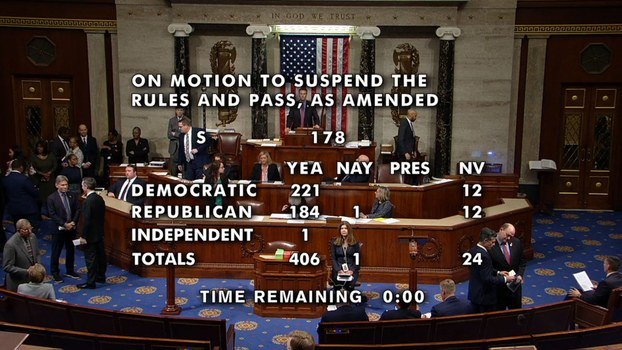 IN GOD WE TRUST
ON MOTION TO SUSPEND THE
RULES AND PASS, AS AMENDED
S 178
YEA NAY PRES NV
DEMOCRATIC 221 12
REPUBLICAN 184 1 12
INDEPENDENT 1
TOTALS 406 1 24
TIME REMAINING 0:00